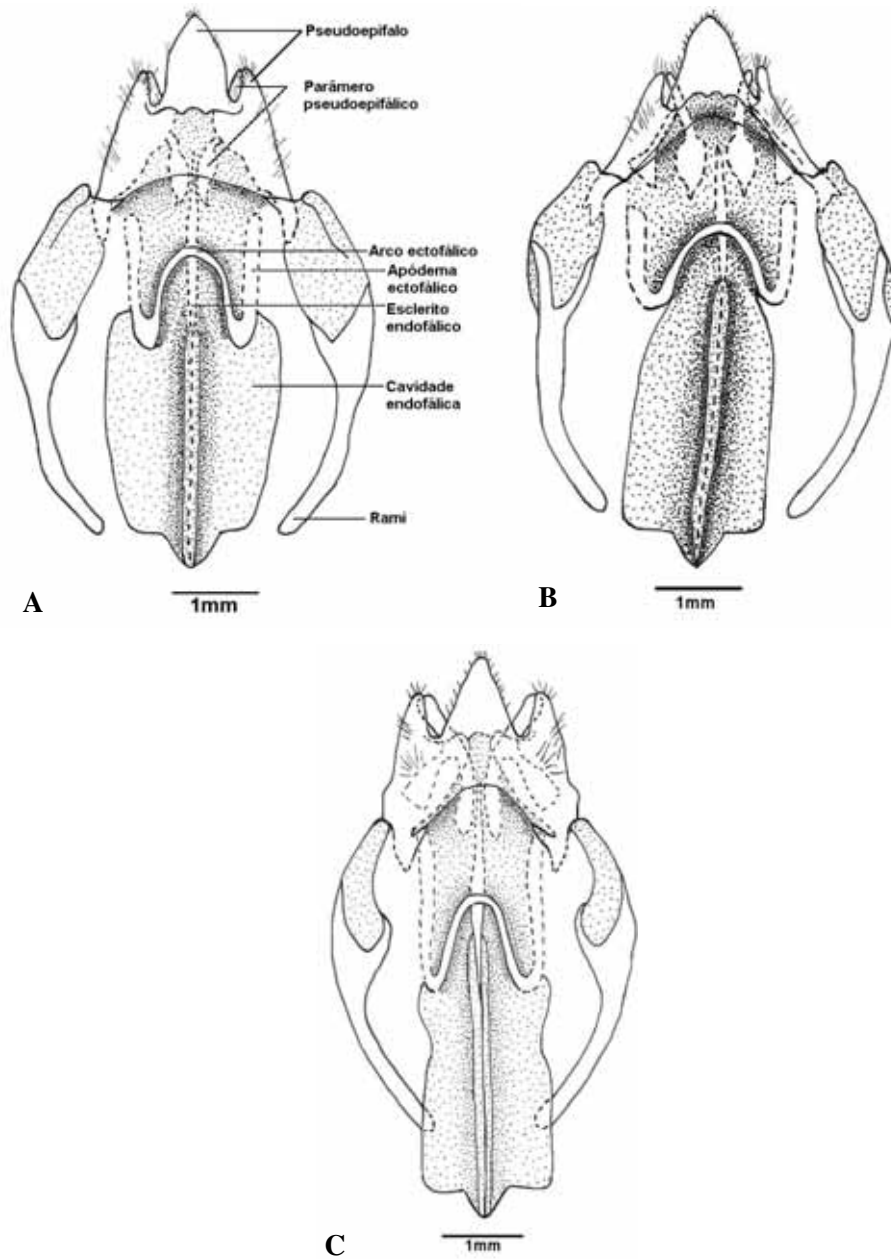 Pseudoepifalo
Parâmero
pseudoepifálico
Arco ectofálico
Apódema
ectofálico
Esclerito
endofálico
Cavidade
endofálica
Rami
A
1mm
B
1mm
C
1mm